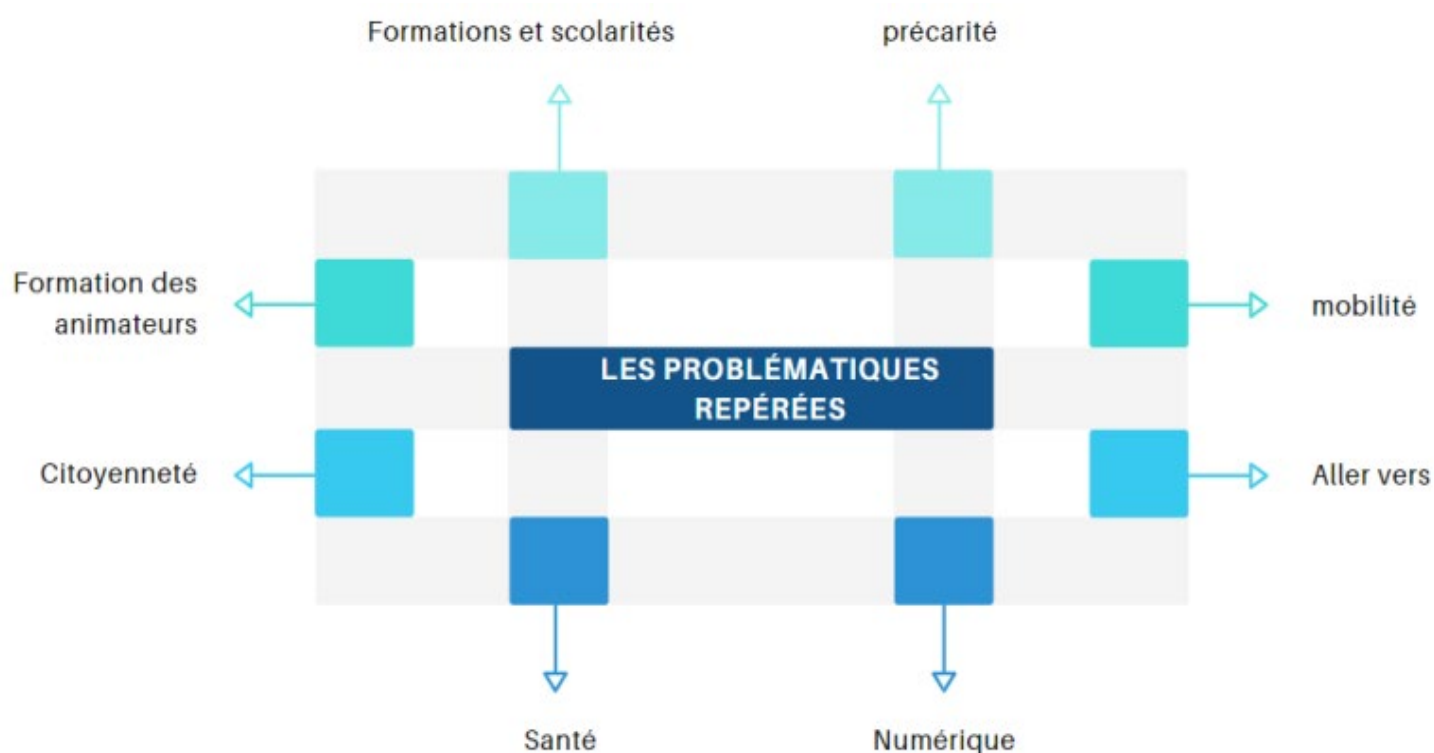 Formations et scolarités
précarité
Formation des
animateurs
mobilité
LES PROBLÉMATIQUES
REPÉRÉES
Citoyenneté
Aller vers
Santé
Numérique